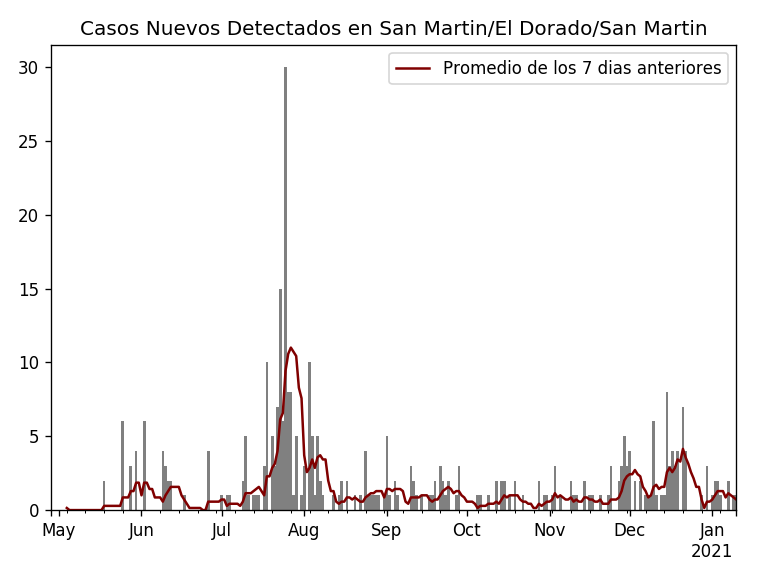 Casos Nuevos Detectados en San Martin/El Dorado/San Martin
Promedio de los 7 dias anteriores
30
25
20
15
10
5
0
May Jun Jul Aug Sep Oct Nov Dec Jan
2021